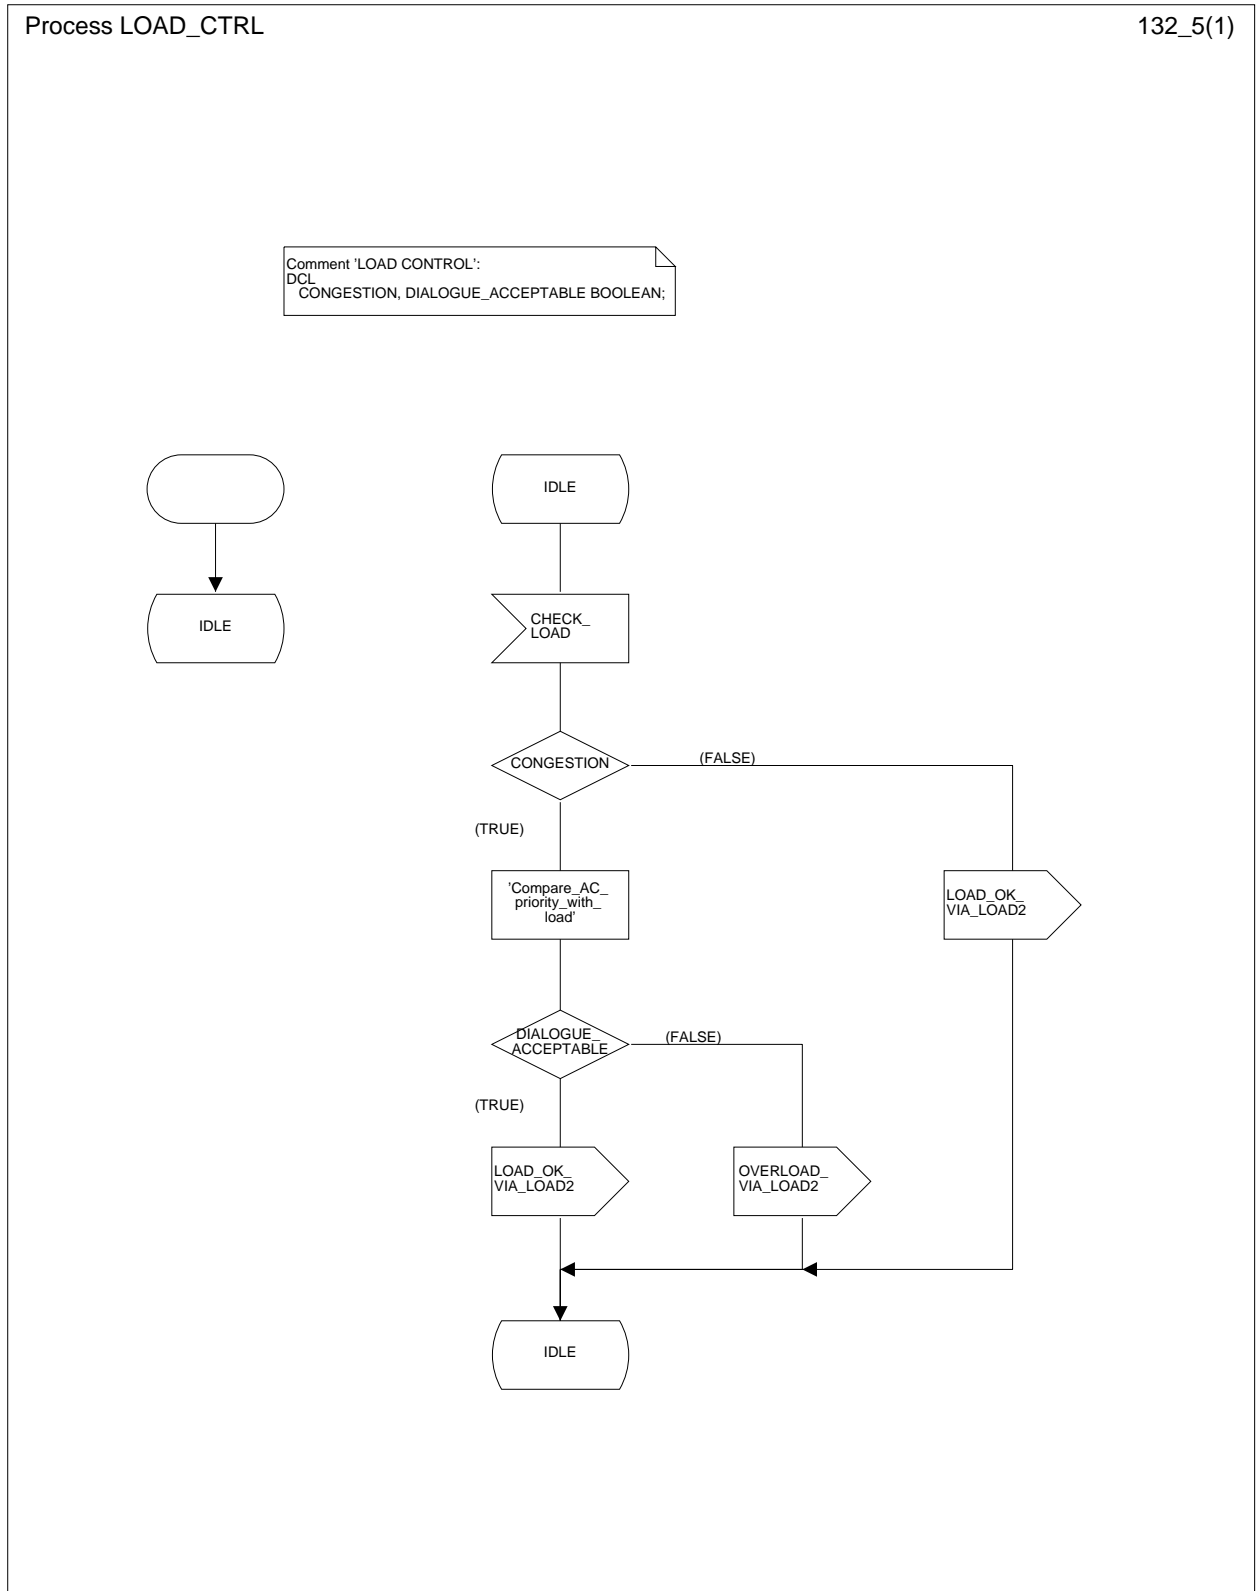 Process LOAD_CTRL
132_5(1)
Comment 'LOAD CONTROL':
DCL
CONGESTION, DIALOGUE_ACCEPTABLE BOOLEAN;
IDLE
IDLE
CHECK_
LOAD
CONGESTION
(FALSE)
(TRUE)
'Compare_AC_
priority_with_
load'
LOAD_OK_
VIA_LOAD2
DIALOGUE_
ACCEPTABLE
(FALSE)
(TRUE)
LOAD_OK_
VIA_LOAD2
OVERLOAD_
VIA_LOAD2
IDLE